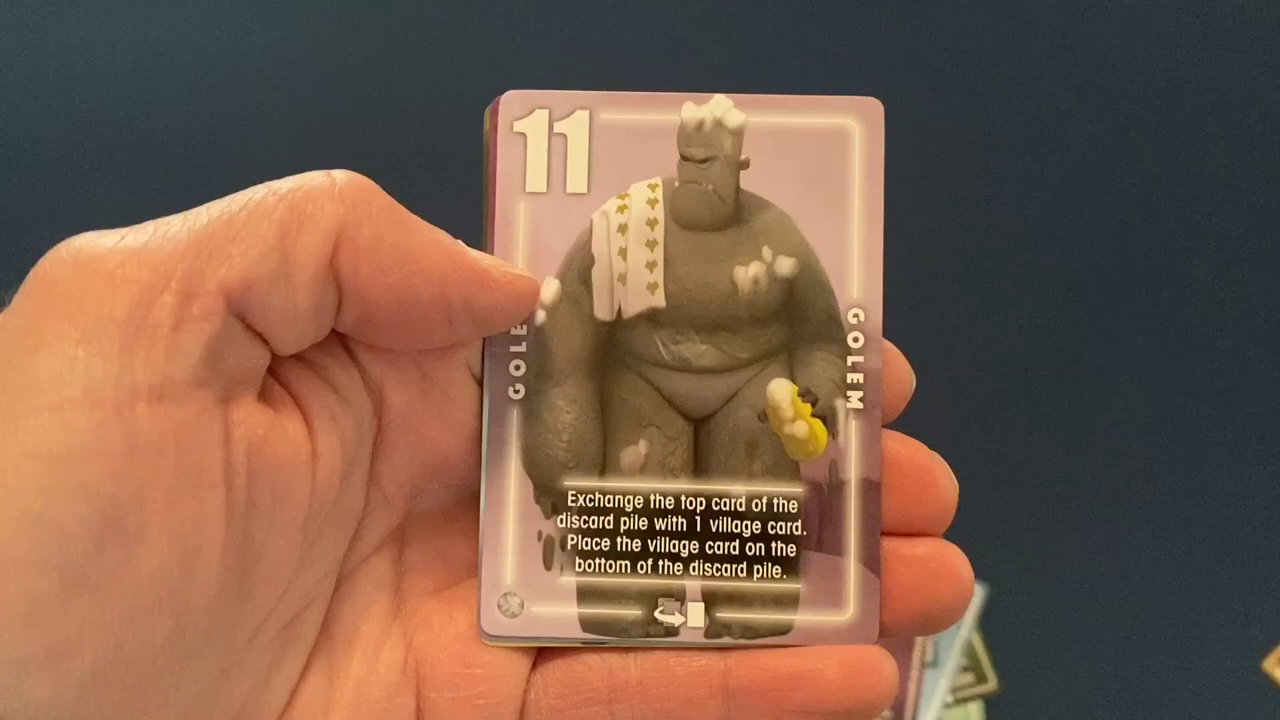 11
GOLE
GOLEM
Exchange the top card of the
discard pile with 1 village card.
Place the village card on the
bottom of the discard pile.